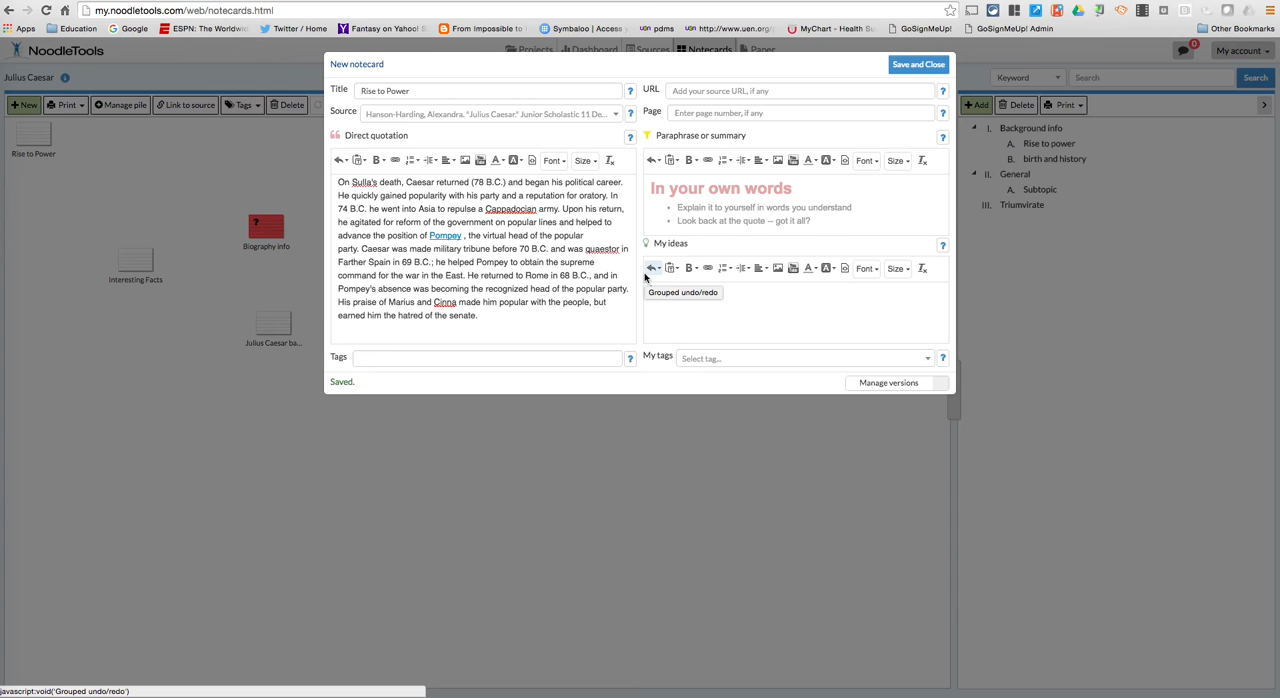 my.noodletools.com/web/notecards.html
Apps Education Google ESPN: The Worldwid Twitter / Home Fantasy on Yahoo! S From Impossible to Symbaloo | Access pdms http://www.uen.org MyChart - Health Su GoSignMeUp! GoSignMeUp! Admin Other Bookmarks
NoodleTools Projects Dashboard Sources Notecards Paper 0 My account
Julius Caesar Keyword Search Search
New Print Manage pile Link to source Tags Delete
Add Delete Print
Rise to Power
Biography info
Interesting Facts
Julius Caesar ba...
New notecard Save and Close
Title Rise to Power ? URL Add your source URL, if any ?
Source Hanson-Harding, Alexandra. "Julius Caesar." Junior Scholastic 11 De... ? Page Enter page number, if any ?
Direct quotation ? Paraphrase or summary ?
B Font Size Tx
B Font Size Tx
On Sulla's death, Caesar returned (78 B.C.) and began his political career.
He quickly gained popularity with his party and a reputation for oratory. In
74 B.C. he went into Asia to repulse a Cappadocian army. Upon his return,
he agitated for reform of the government on popular lines and helped to
advance the position of Pompey , the virtual head of the popular
party. Caesar was made military tribune before 70 B.C. and was quaestor in
Farther Spain in 69 B.C.; he helped Pompey to obtain the supreme
command for the war in the East. He returned to Rome in 68 B.C., and in
Pompey's absence was becoming the recognized head of the popular party.
His praise of Marius and Cinna made him popular with the people, but
earned him the hatred of the senate.
In your own words
Explain it to yourself in words you understand
Look back at the quote -- got it all?
My ideas ?
B Font Size Tx
Grouped undo/redo
Tags ? My tags Select tag... ?
Saved. Manage versions
I. Background info
A. Rise to power
B. birth and history
II. General
A. Subtopic
III. Triumvirate
javascript:void('Grouped undo/redo')